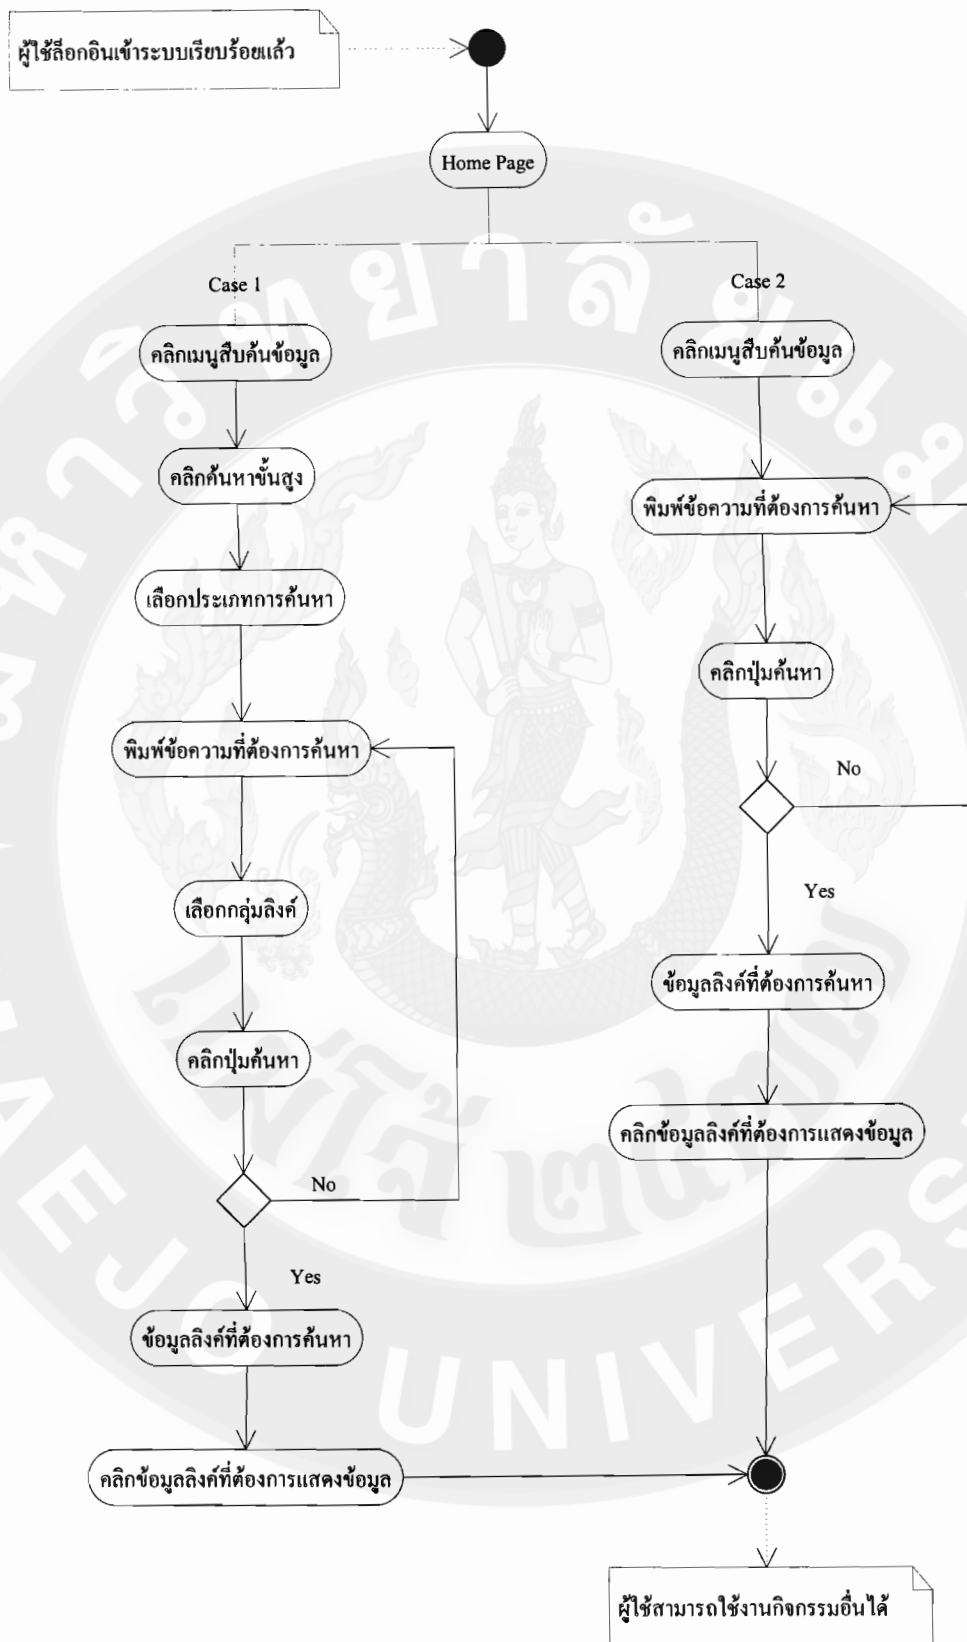 ผู้ใช้ล็อกอินเข้าระบบเรียบร้อยแล้ว
Home Page
Case 1
คลิกเมนูสืบค้นข้อมูล
คลิกค้นหาขั้นสูง
เลือกประเภทการค้นหา
พิมพ์ข้อความที่ต้องการค้นหา
เลือกกลุ่มลิงค์
คลิกปุ่มค้นหา
No
Yes
ข้อมูลลิงค์ที่ต้องการค้นหา
คลิกข้อมูลลิงค์ที่ต้องการแสดงข้อมูล
Case 2
คลิกเมนูสืบค้นข้อมูล
พิมพ์ข้อความที่ต้องการค้นหา
คลิกปุ่มค้นหา
No
Yes
ข้อมูลลิงค์ที่ต้องการค้นหา
คลิกข้อมูลลิงค์ที่ต้องการแสดงข้อมูล
ผู้ใช้สามารถใช้งานกิจกรรมอื่นได้